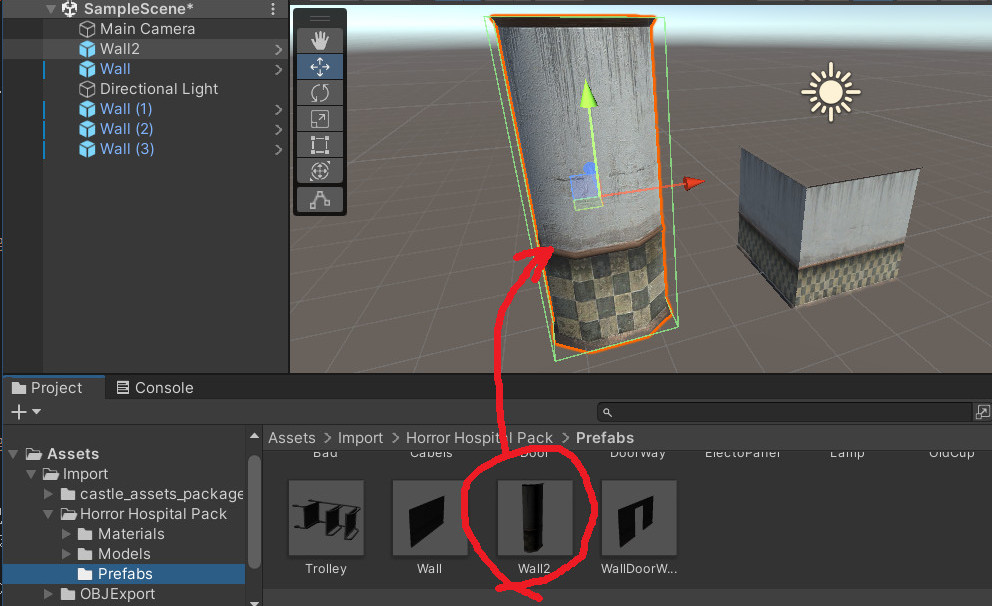 SampleScene*
Main Camera
Wall2
Wall
Directional Light
Wall (1)
Wall (2)
Wall (3)
Project
Console
Assets > Import > Horror Hospital Pack > Prefabs
Assets
Import
castle_assets_package
Horror Hospital Pack
Materials
Models
Prefabs
OBJExport
Bad Cabels Door DoorWay ElectoPanel Lamp OldCup
Trolley Wall Wall2 WallDoorW...